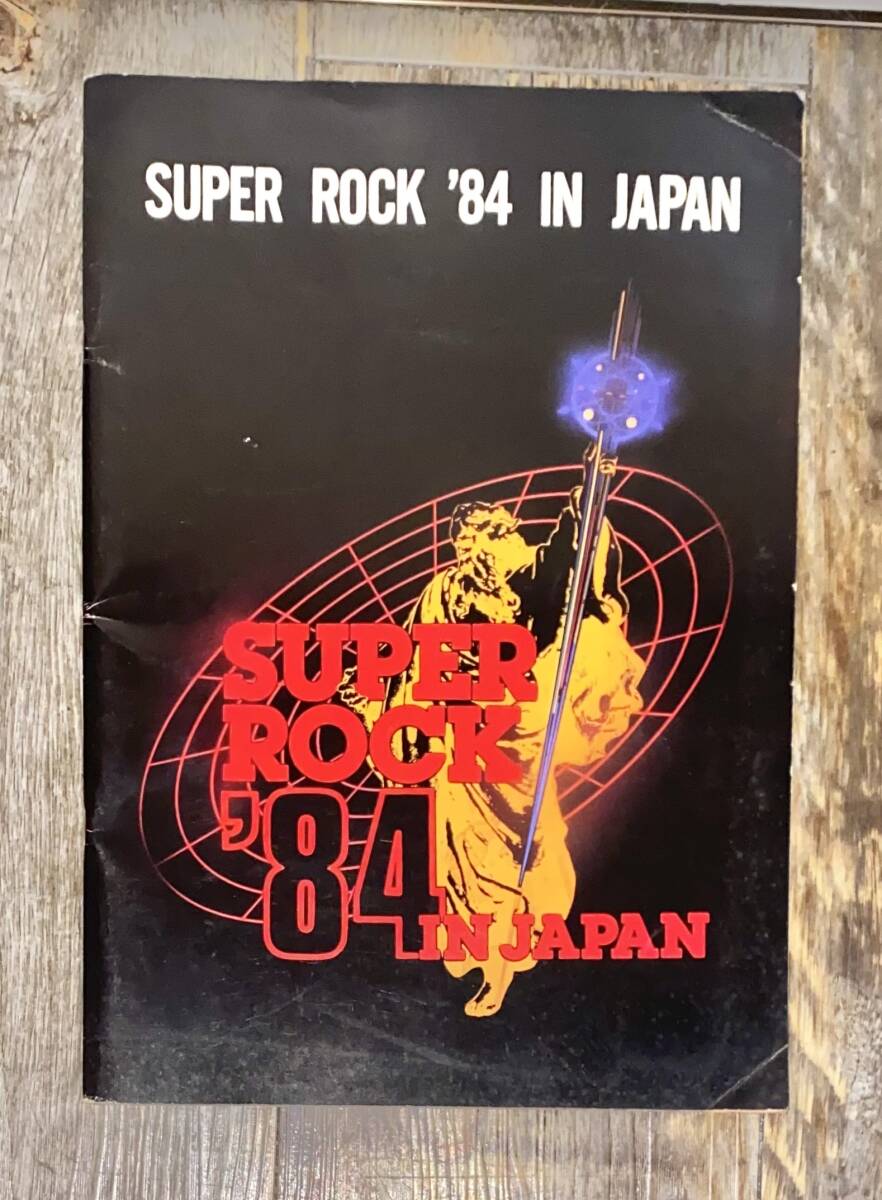 SUPER ROCK '84 IN JAPAN
SUPER
ROCK
'84
IN JAPAN